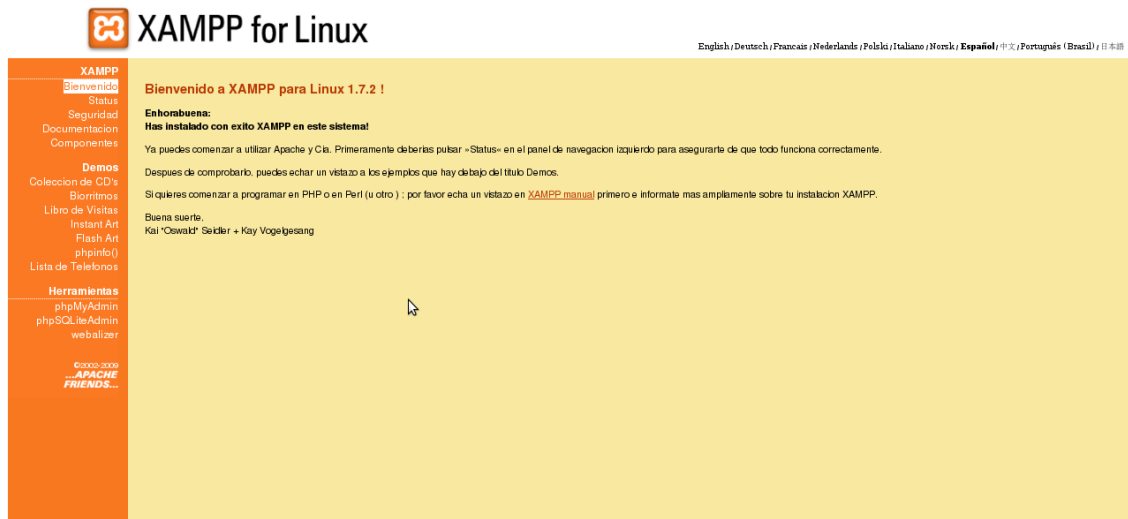 XAMPP for Linux
English / Deutsch / Francais / Nederlands / Polski / Italiano / Norsk / Español / 中文 / Português (Brasil) / 日本語
XAMPP
Bienvenido
Status
Seguridad
Documentacion
Componentes
Demos
Coleccion de CD's
Biorritmos
Libro de Visitas
Instant Art
Flash Art
phpinfo()
Lista de Telefonos
Herramientas
phpMyAdmin
phpSQLiteAdmin
webalizer
©2002-2009
...APACHE
FRIENDS...
Bienvenido a XAMPP para Linux 1.7.2 !
Enhorabuena:
Has instalado con exito XAMPP en este sistema!
Ya puedes comenzar a utilizar Apache y Cia. Primeramente deberias pulsar »Status« en el panel de navegacion izquierdo para asegurarte de que todo funciona correctamente.
Despues de comprobarlo, puedes echar un vistazo a los ejemplos que hay debajo del titulo Demos.
Si quieres comenzar a programar en PHP o en Perl (u otro ) ; por favor echa un vistazo en XAMPP manual primero e informate mas ampliamente sobre tu instalacion XAMPP.
Buena suerte,
Kai "Oswald" Seidler + Kay Vogelgesang